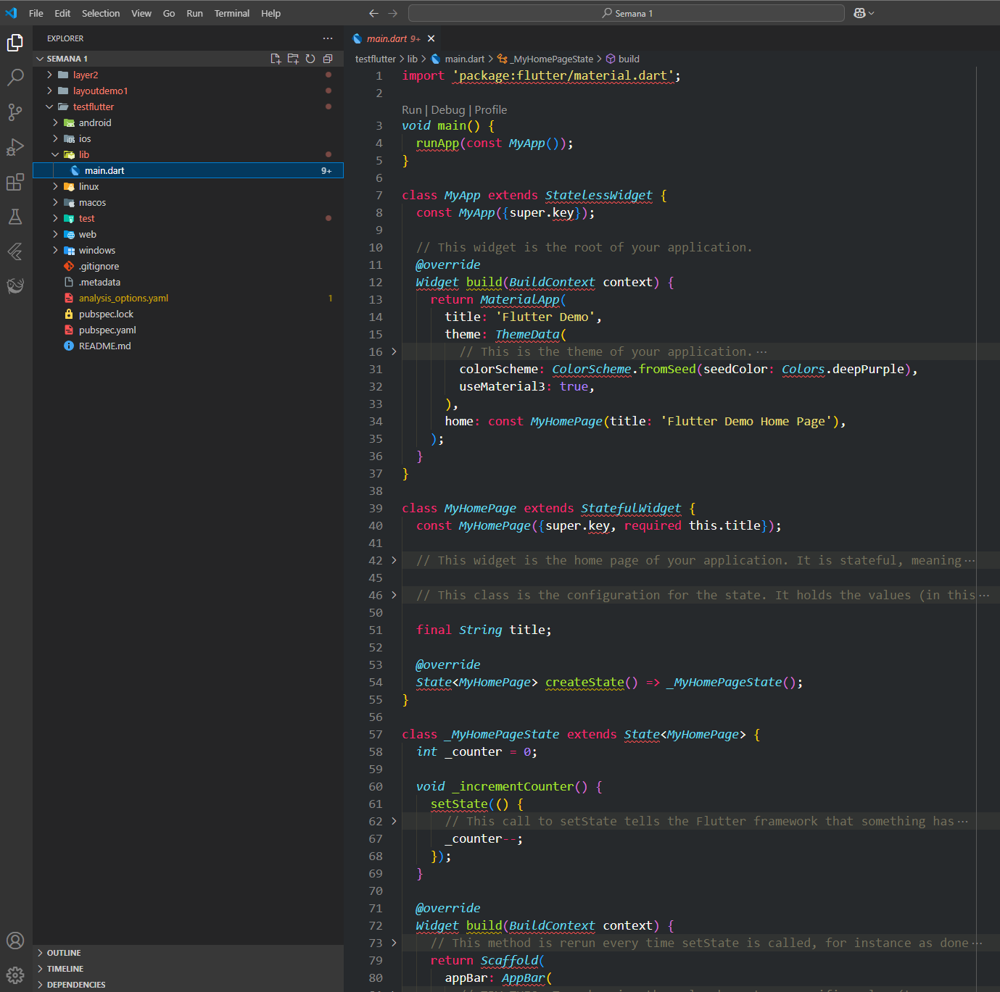 File Edit Selection View Go Run Terminal Help
Semana 1
EXPLORER
SEMANA 1
layer2
layoutdemo1
testflutter
android
ios
lib
main.dart 9+
linux
macos
test
web
windows
.gitignore
.metadata
analysis_options.yaml 1
pubspec.lock
pubspec.yaml
README.md
OUTLINE
TIMELINE
DEPENDENCIES
main.dart 9+
testflutter > lib > main.dart > _MyHomePageState > build
1 import 'package:flutter/material.dart';
2
Run | Debug | Profile
3 void main() {
4 runApp(const MyApp());
5 }
6
7 class MyApp extends StatelessWidget {
8 const MyApp({super.key});
9
10 // This widget is the root of your application.
11 @override
12 Widget build(BuildContext context) {
13 return MaterialApp(
14 title: 'Flutter Demo',
15 theme: ThemeData(
16 // This is the theme of your application. ···
31 colorScheme: ColorScheme.fromSeed(seedColor: Colors.deepPurple),
32 useMaterial3: true,
33 ),
34 home: const MyHomePage(title: 'Flutter Demo Home Page'),
35 );
36 }
37 }
38
39 class MyHomePage extends StatefulWidget {
40 const MyHomePage({super.key, required this.title});
41
42 // This widget is the home page of your application. It is stateful, meaning ···
45
46 // This class is the configuration for the state. It holds the values (in this ···
50
51 final String title;
52
53 @override
54 State<MyHomePage> createState() => _MyHomePageState();
55 }
56
57 class _MyHomePageState extends State<MyHomePage> {
58 int _counter = 0;
59
60 void _incrementCounter() {
61 setState(() {
62 // This call to setState tells the Flutter framework that something has ···
67 _counter--;
68 });
69 }
70
71 @override
72 Widget build(BuildContext context) {
73 // This method is rerun every time setState is called, for instance as done ···
79 return Scaffold(
80 appBar: AppBar(